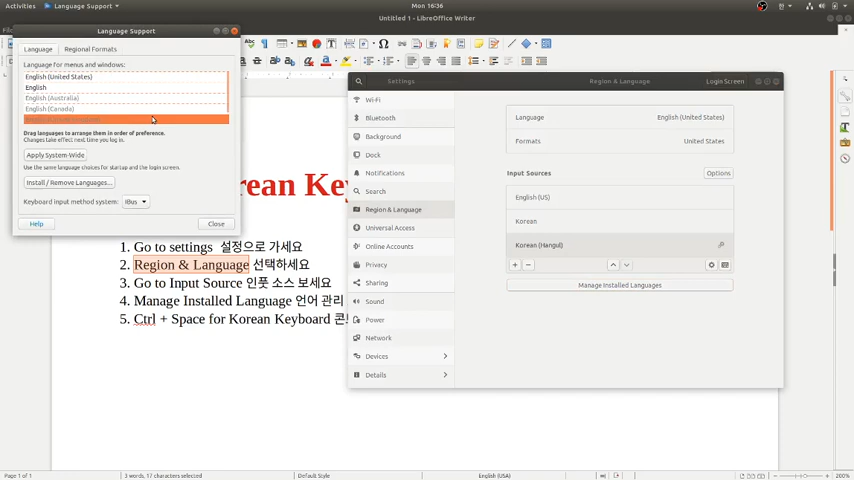 Activities
Language Support
Mon 16:36
Untitled 1 - LibreOffice Writer
Language Support
Language
Regional Formats
Language for menus and windows:
English (United States)
English
English (Australia)
English (Canada)
Drag languages to arrange them in order of preference.
Changes take effect next time you log in.
Apply System-Wide
Use the same language choices for startup and the login screen.
Install / Remove Languages...
Keyboard input method system:
IBus
Help
Close
rean Key
1. Go to settings 설정으로 가세요
2. Region & Language 선택하세요
3. Go to Input Source 인풋 소스 보세요
4. Manage Installed Language 언어 관리
5. Ctrl + Space for Korean Keyboard 콘
Settings
Region & Language
Login Screen
Wi-Fi
Bluetooth
Background
Dock
Notifications
Search
Region & Language
Universal Access
Online Accounts
Privacy
Sharing
Sound
Power
Network
Devices
Details
Language
English (United States)
Formats
United States
Input Sources
Options
English (US)
Korean
Korean (Hangul)
Manage Installed Languages
Page 1 of 1
3 words, 17 characters selected
Default Style
English (USA)
200%